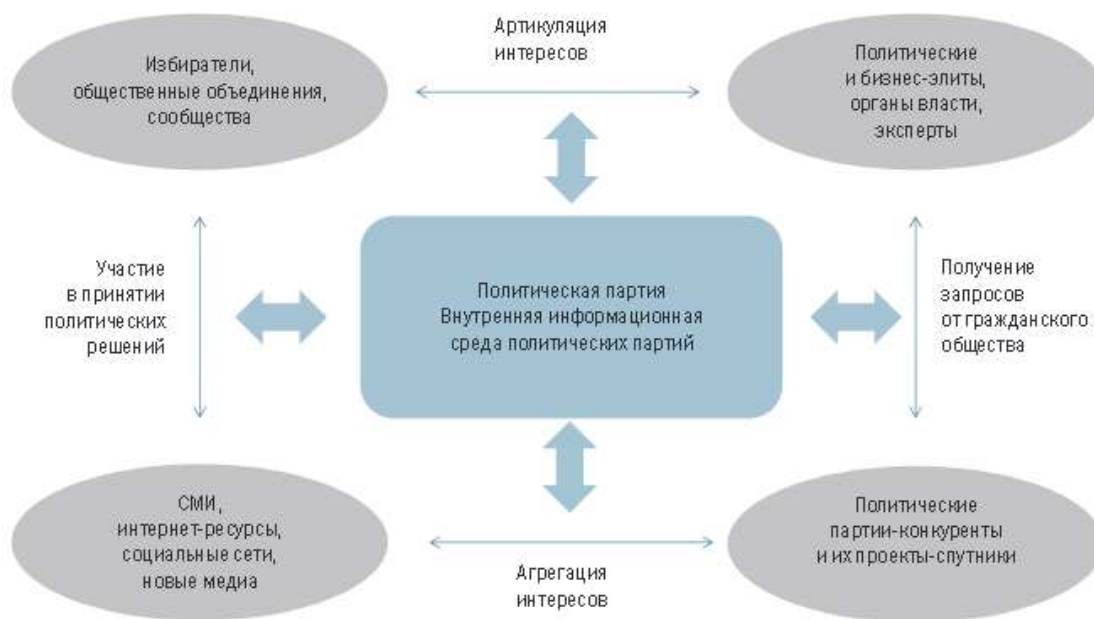 Артикуляция
интересов
Избиратели,
общественные объединения,
сообщества
Политические
и бизнес-элиты,
органы власти,
эксперты
Участие
в принятии
политических
решений
Политическая партия
Внутренняя информационная
среда политических партий
Получение
запросов
от гражданского
общества
СМИ,
интернет-ресурсы,
социальные сети,
новые медиа
Политические
партии-конкуренты
и их проекты-спутники
Агрегация
интересов